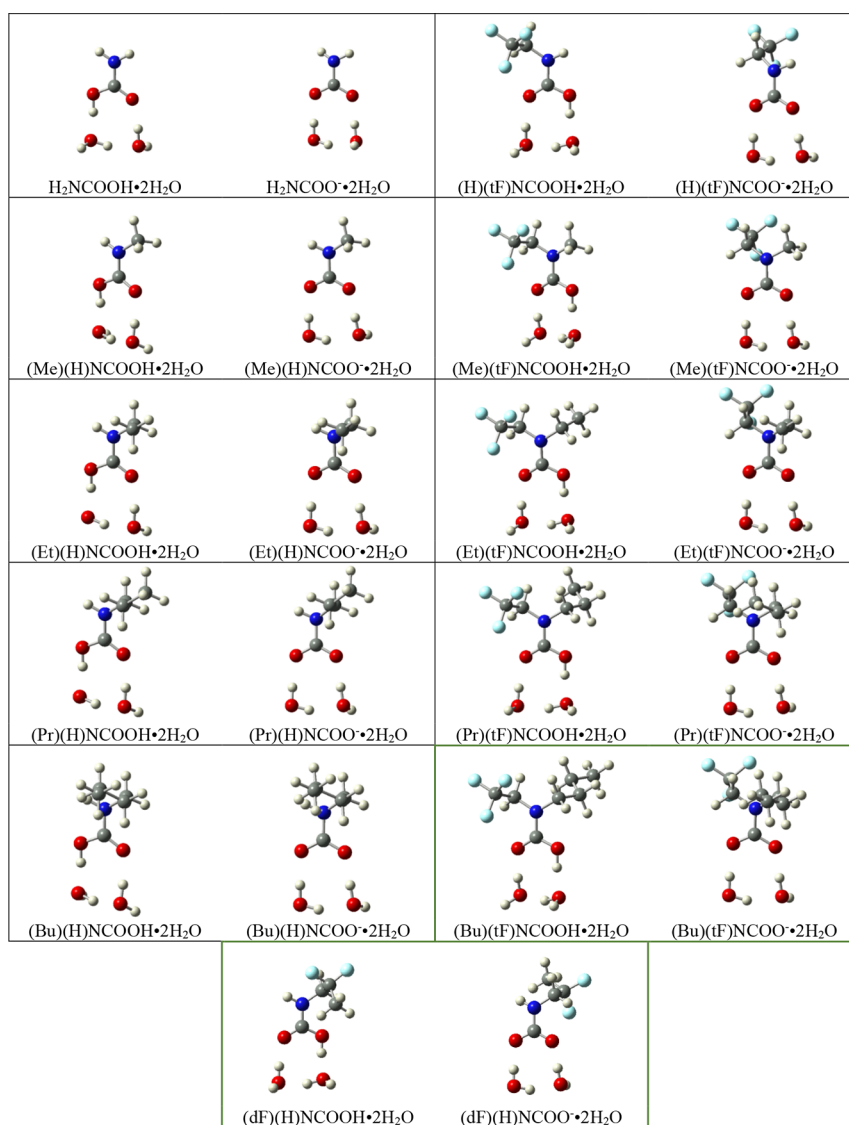 H₂NCOOH•2H₂O
H₂NCOO⁻•2H₂O
(H)(tF)NCOOH•2H₂O
(H)(tF)NCOO⁻•2H₂O
(Me)(H)NCOOH•2H₂O
(Me)(H)NCOO⁻•2H₂O
(Me)(tF)NCOOH•2H₂O
(Me)(tF)NCOO⁻•2H₂O
(Et)(H)NCOOH•2H₂O
(Et)(H)NCOO⁻•2H₂O
(Et)(tF)NCOOH•2H₂O
(Et)(tF)NCOO⁻•2H₂O
(Pr)(H)NCOOH•2H₂O
(Pr)(H)NCOO⁻•2H₂O
(Pr)(tF)NCOOH•2H₂O
(Pr)(tF)NCOO⁻•2H₂O
(Bu)(H)NCOOH•2H₂O
(Bu)(H)NCOO⁻•2H₂O
(Bu)(tF)NCOOH•2H₂O
(Bu)(tF)NCOO⁻•2H₂O
(dF)(H)NCOOH•2H₂O
(dF)(H)NCOO⁻•2H₂O